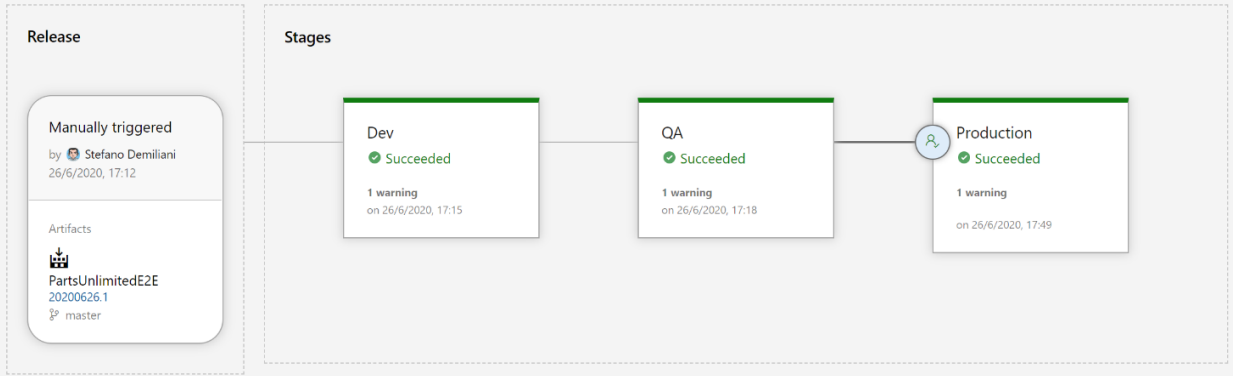 Release
Manually triggered
by Stefano Demiliani
26/6/2020, 17:12
Artifacts
PartsUnlimitedE2E
20200626.1
master
Stages
Dev
Succeeded
1 warning
on 26/6/2020, 17:15
QA
Succeeded
1 warning
on 26/6/2020, 17:18
Production
Succeeded
1 warning
on 26/6/2020, 17:49